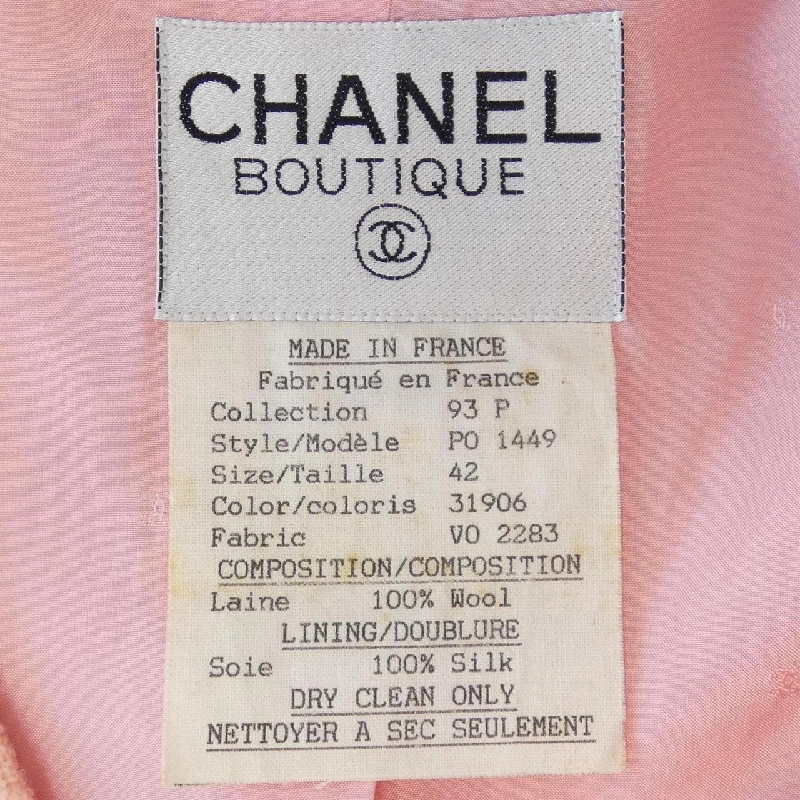 CHANEL
BOUTIQUE
MADE IN FRANCE
Fabriqué en France
Collection 93 P
Style/Modèle PO 1449
Size/Taille 42
Color/coloris 31906
Fabric VO 2283
COMPOSITION/COMPOSITION
Laine 100% Wool
LINING/DOUBLURE
Soie 100% Silk
DRY CLEAN ONLY
NETTOYER A SEC SEULEMENT